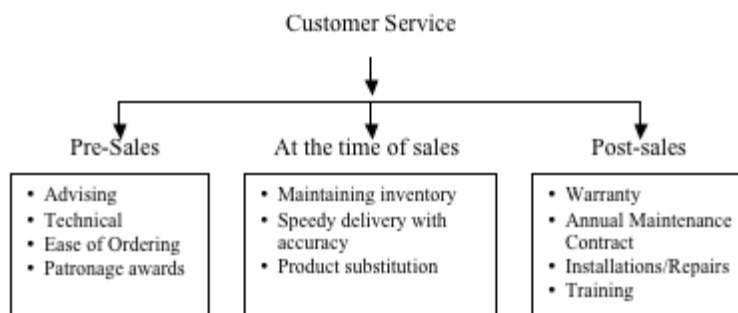 Customer Service
Pre-Sales
• Advising
• Technical
• Ease of Ordering
• Patronage awards
At the time of sales
• Maintaining inventory
• Speedy delivery with
accuracy
• Product substitution
Post-sales
• Warranty
• Annual Maintenance
Contract
• Installations/Repairs
• Training